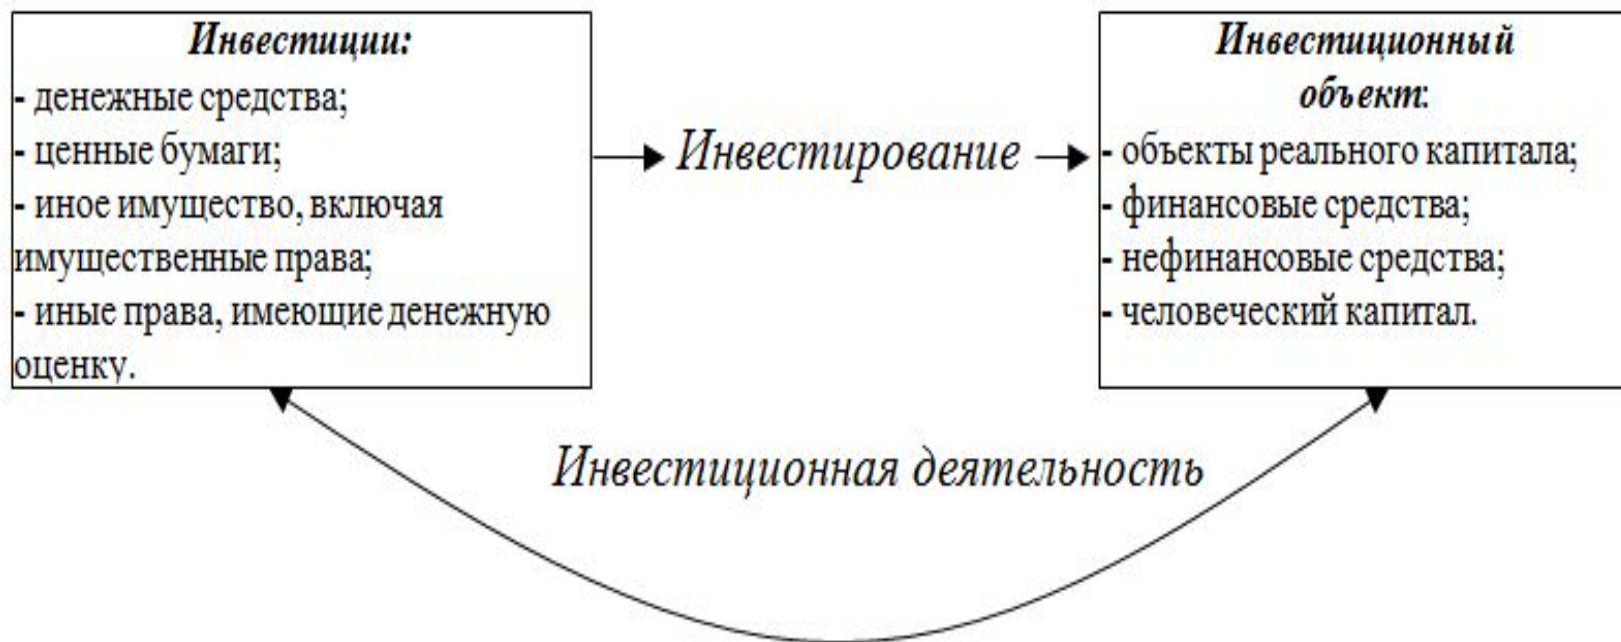 Инвестиции:
- денежные средства;
- ценные бумаги;
- иное имущество, включая
имущественные права;
- иные права, имеющие денежную
оценку.
Инвестирование
Инвестиционный
объект:
- объекты реального капитала;
- финансовые средства;
- нефинансовые средства;
- человеческий капитал.
Инвестиционная деятельность